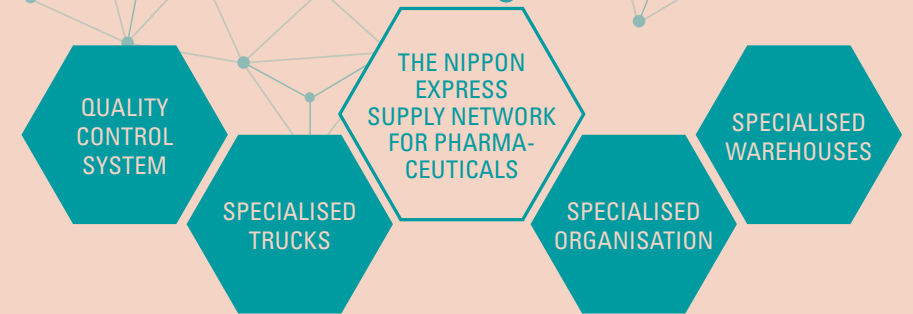 QUALITY
CONTROL
SYSTEM
SPECIALISED
TRUCKS
THE NIPPON
EXPRESS
SUPPLY NETWORK
FOR PHARMA-
CEUTICALS
SPECIALISED
ORGANISATION
SPECIALISED
WAREHOUSES